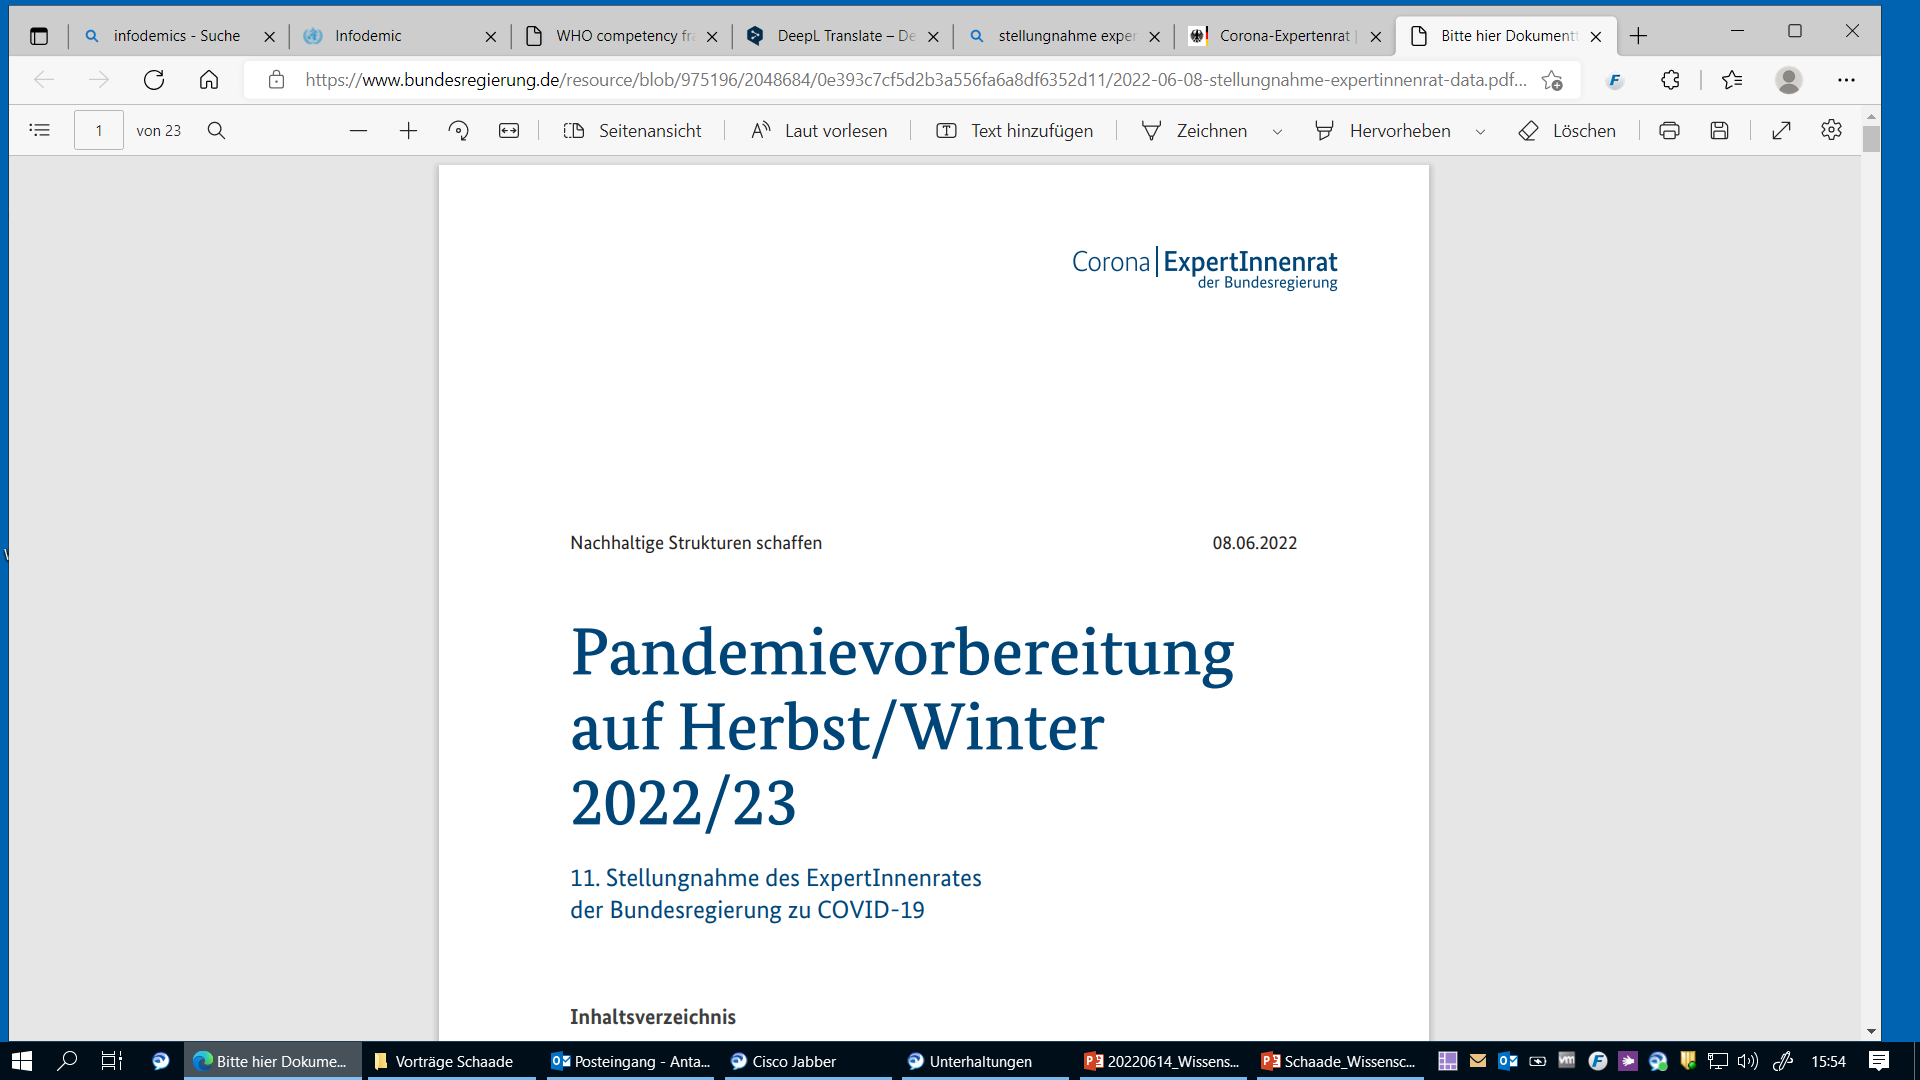 infodemics - Suche
Infodemic
WHO competency fra
DeepL Translate – De
stellungnahme exper
Corona-Expertenrat |
Bitte hier Dokumentt
https://www.bundesregierung.de/resource/blob/975196/2048684/0e393c7cf5d2b3a556fa6a8df6352d11/2022-06-08-stellungnahme-expertinnenrat-data.pdf...
1 von 23
Seitenansicht
Laut vorlesen
Text hinzufügen
Zeichnen
Hervorheben
Löschen
Corona ExpertInnenrat
der Bundesregierung
Nachhaltige Strukturen schaffen 08.06.2022
Pandemievorbereitung
auf Herbst/Winter
2022/23
11. Stellungnahme des ExpertInnenrates
der Bundesregierung zu COVID-19
Inhaltsverzeichnis
Bitte hier Dokume...
Vorträge Schaade
Posteingang - Anta...
Cisco Jabber
Unterhaltungen
20220614_Wissens...
Schaade_Wissensc...
15:54